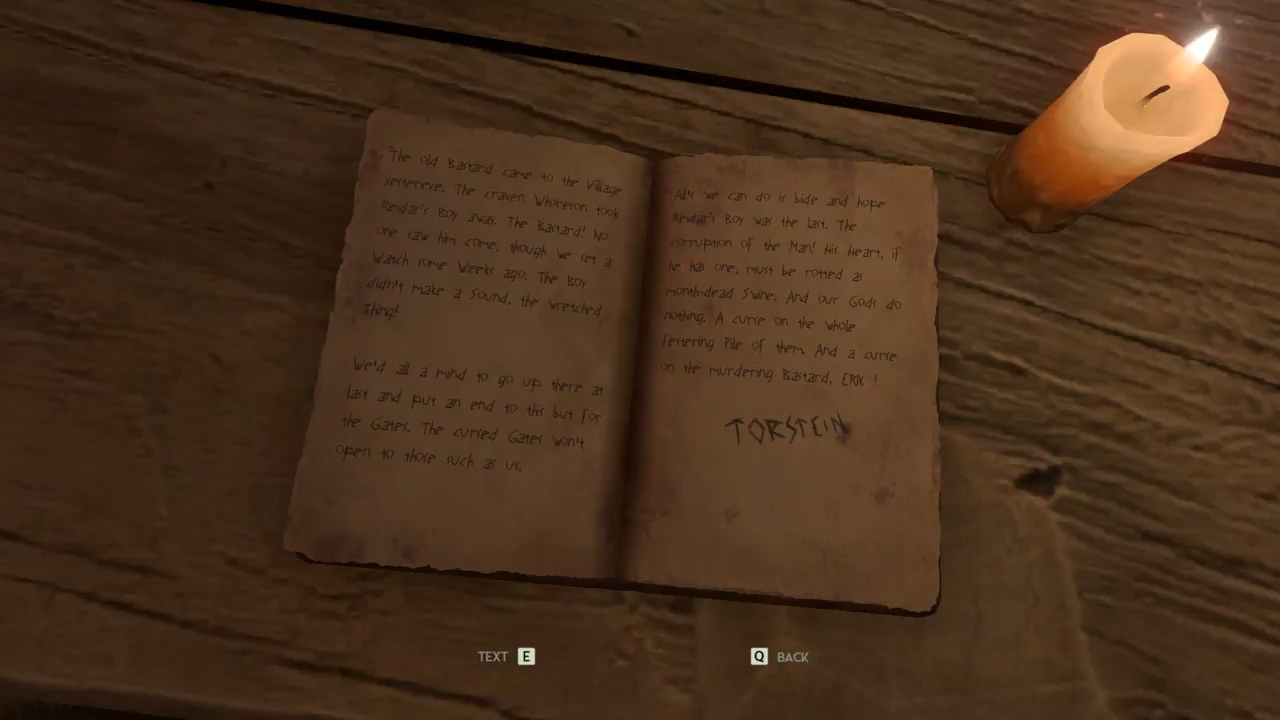 The old Bastard came to the Village
yestereve. The craven Whoreson took
Reidar's Boy away. The Bastard! No
one saw him come, though we set a
Watch some Weeks ago. The Boy
didn't make a Sound, the wretched
Thing!
We'd all a mind to go up there at
last and put an end to this but for
the Gates. The cursed Gates won't
open to those such as us.
All we can do is bide and hope
Reidar's Boy was the last. The
corruption of the Man! His Heart, if
he has one, must be rotted as
month-dead Swine. And our Gods do
nothing. A curse on the whole
festering Pile of them. And a curse
on the murdering Bastard, ERIK !
TORSTEIN
TEXT E
Q BACK